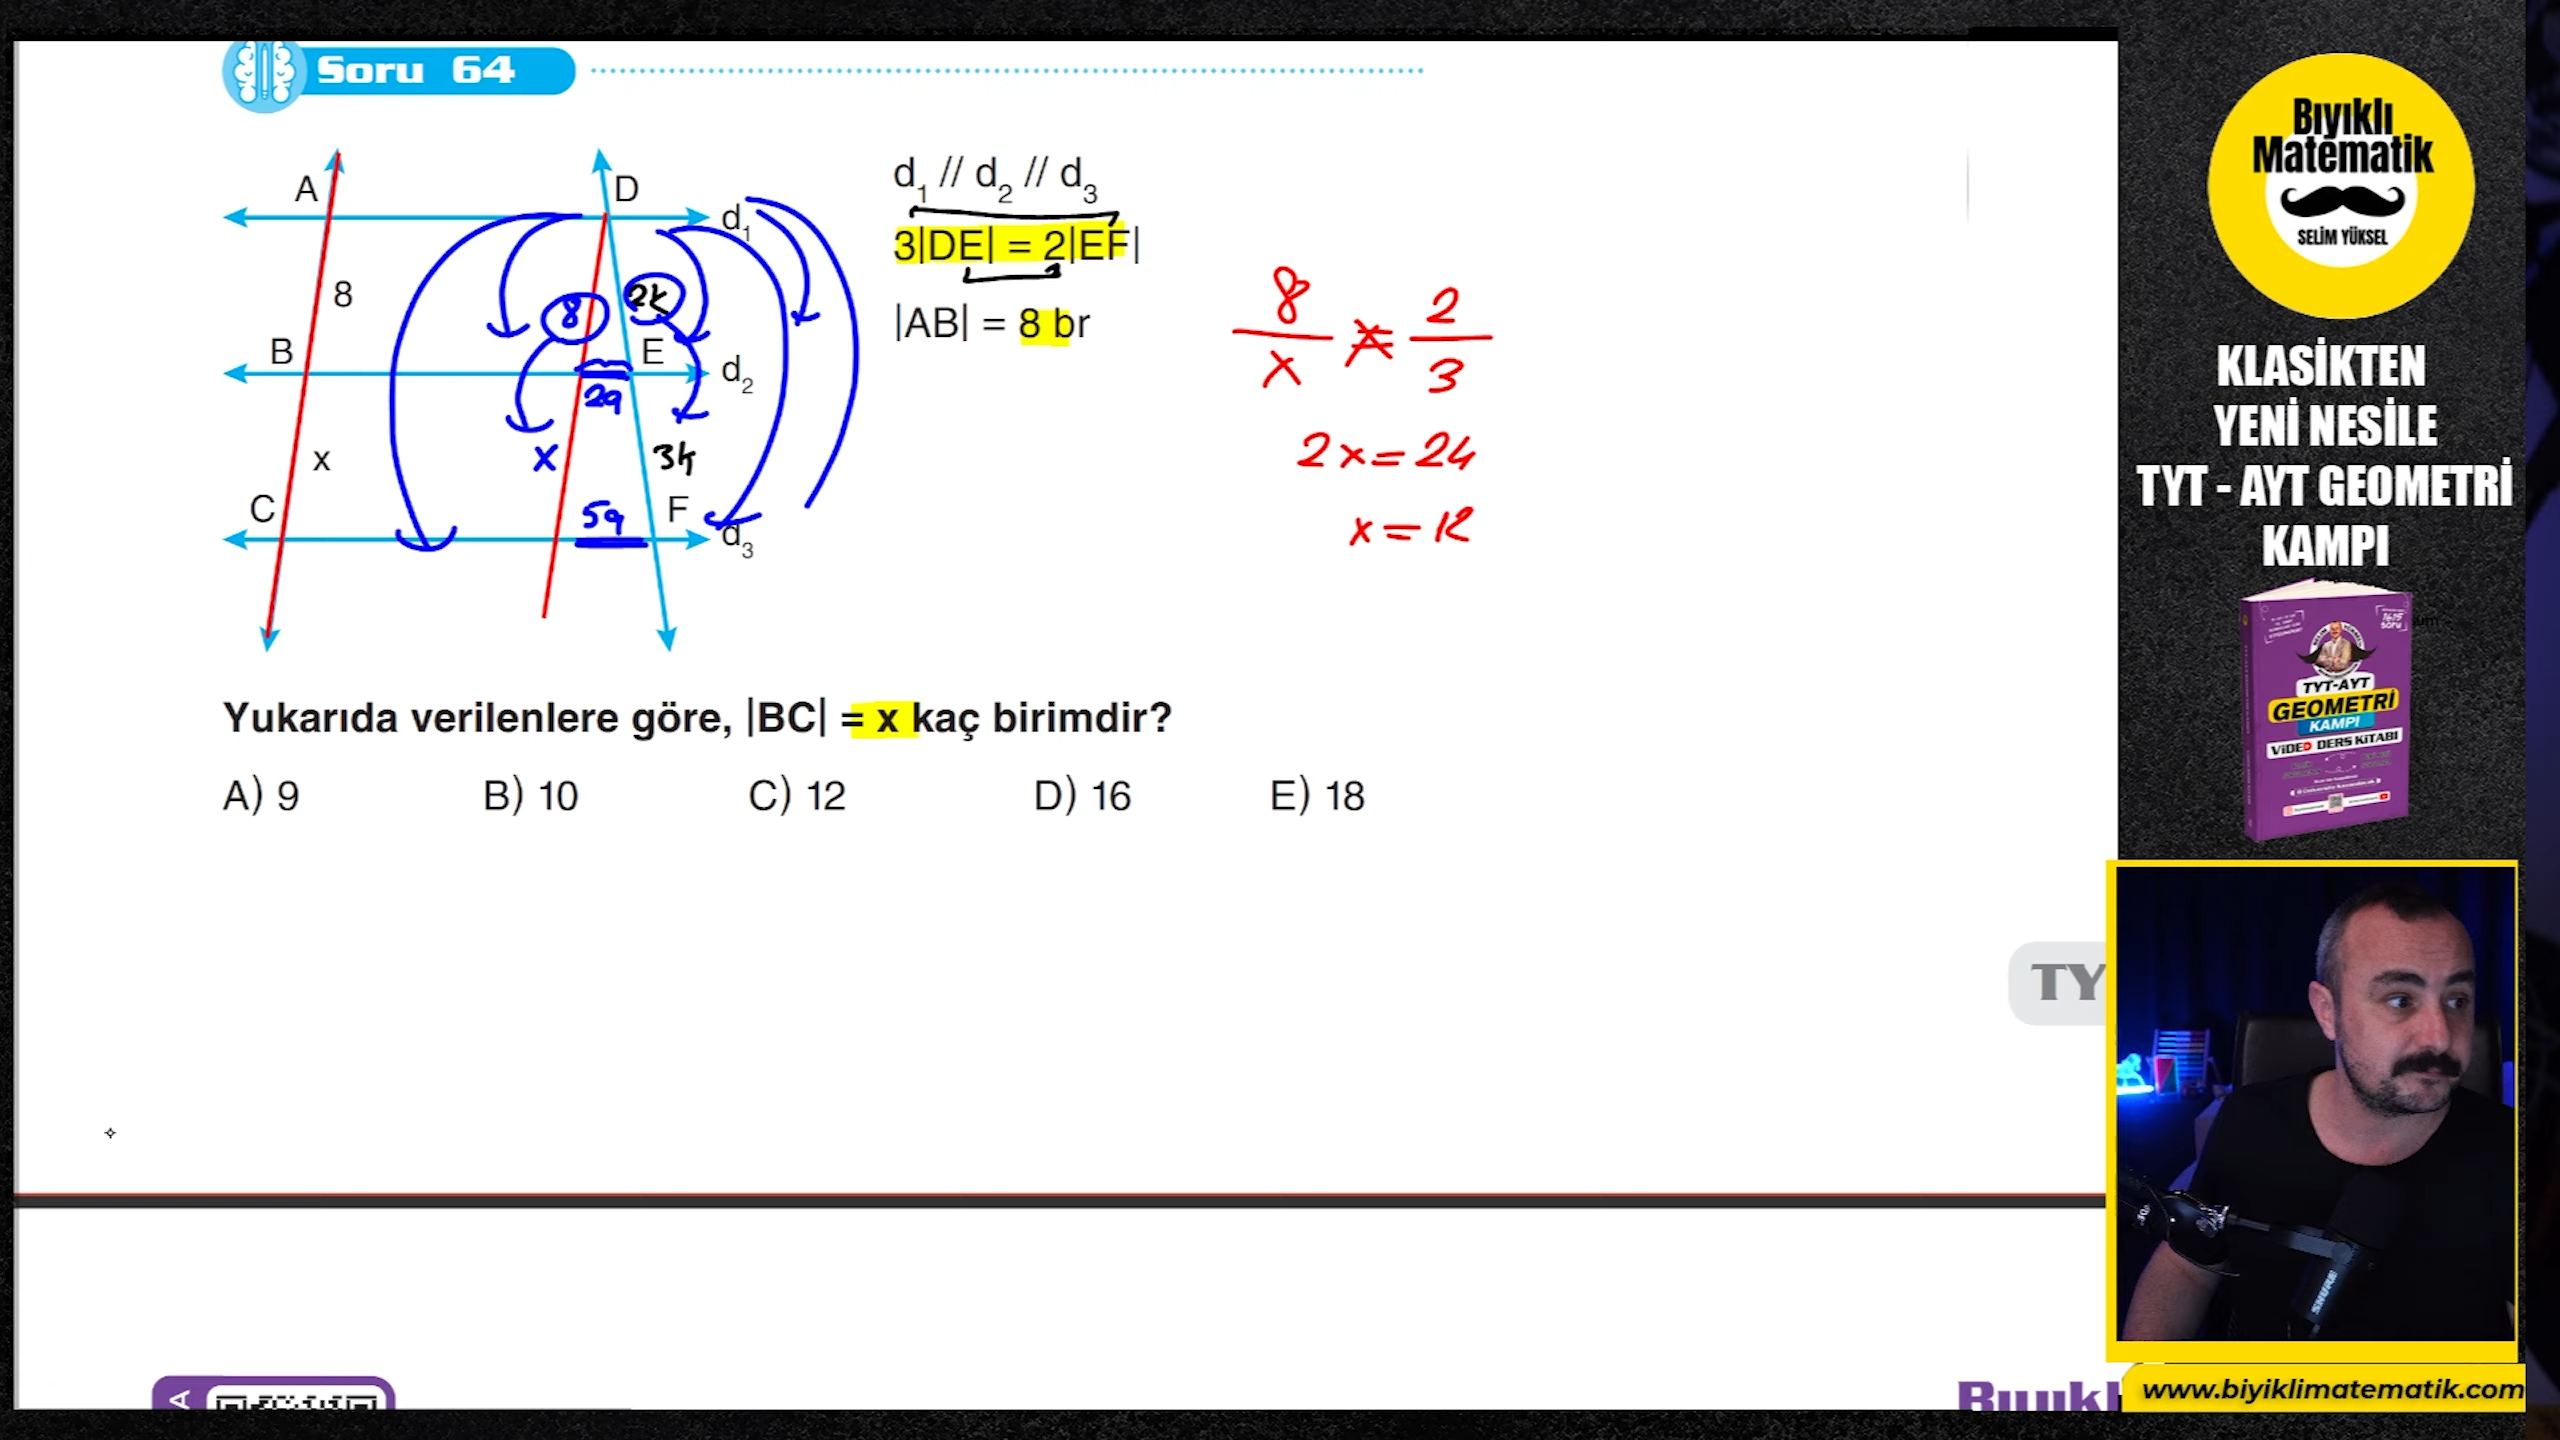 Soru 64
A
D
d1
8
8
2k
B
E
d2
2a
x
x
3k
C
5a
F
d3
d1 // d2 // d3
3|DE| = 2|EF|
|AB| = 8 br
8 2
x 3
2x=24
x=12
Yukarıda verilenlere göre, |BC| = x kaç birimdir?
A) 9 B) 10 C) 12 D) 16 E) 18
TY
A
Bıyıklı
Matematik
SELİM YÜKSEL
KLASİKTEN
YENİ NESİLE
TYT - AYT GEOMETRİ
KAMPI
1615
SORU
TYT-AYT
GEOMETRİ
KAMPI
VİDEO DERS KİTABI
SHURE
www.biyiklimatematik.com